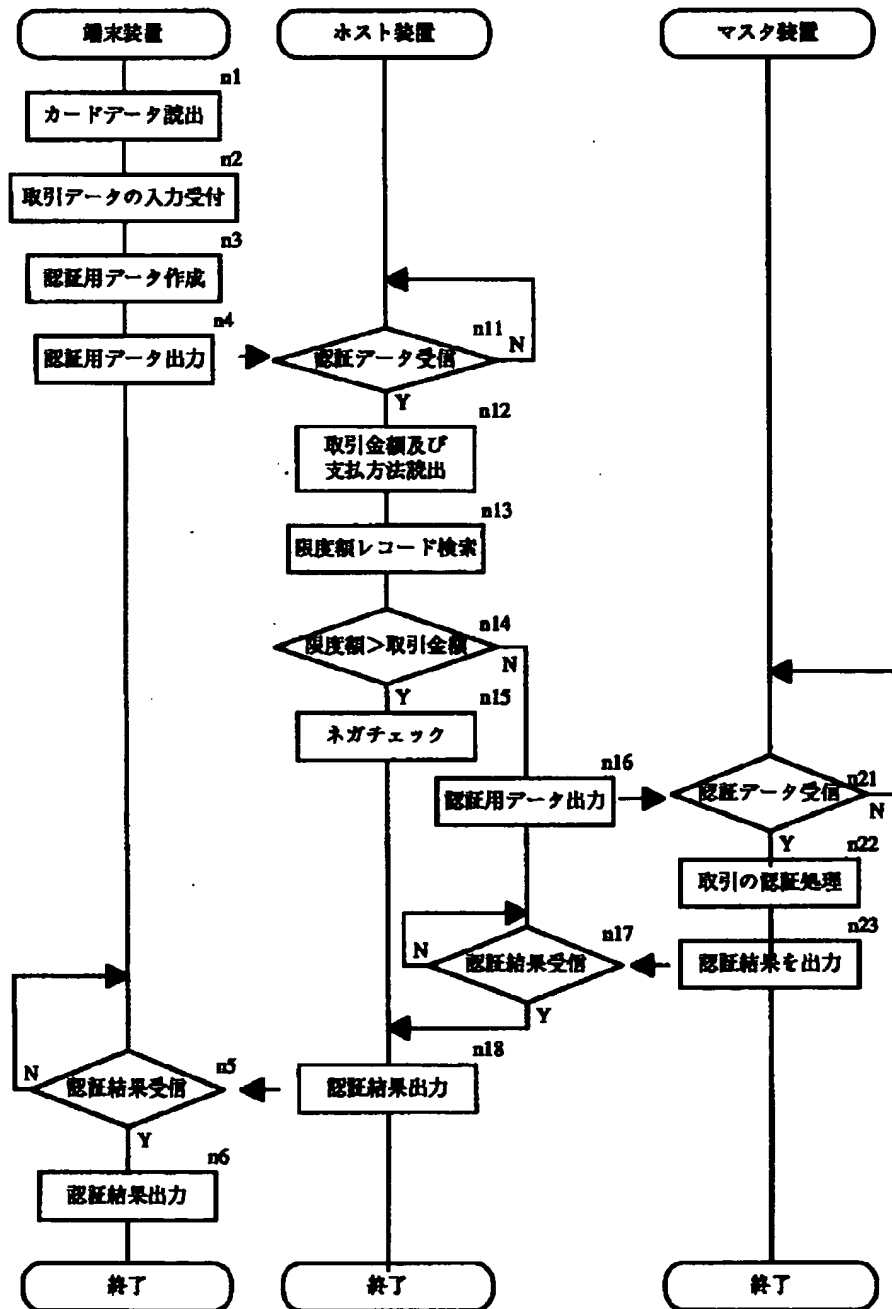 端末装置
ホスト装置
マスタ装置
n1
カードデータ読出
n2
取引データの入力受付
n3
認証用データ作成
n4
認証用データ出力
n11
認証データ受信
N
Y
n12
取引金額及び
支払方法読出
n13
限度額レコード検索
n14
限度額＞取引金額
N
Y
n15
ネガチェック
n16
認証用データ出力
n21
認証データ受信
N
Y
n22
取引の認証処理
n23
認証結果を出力
n17
認証結果受信
N
Y
n18
認証結果出力
n5
認証結果受信
N
Y
n6
認証結果出力
終了
終了
終了